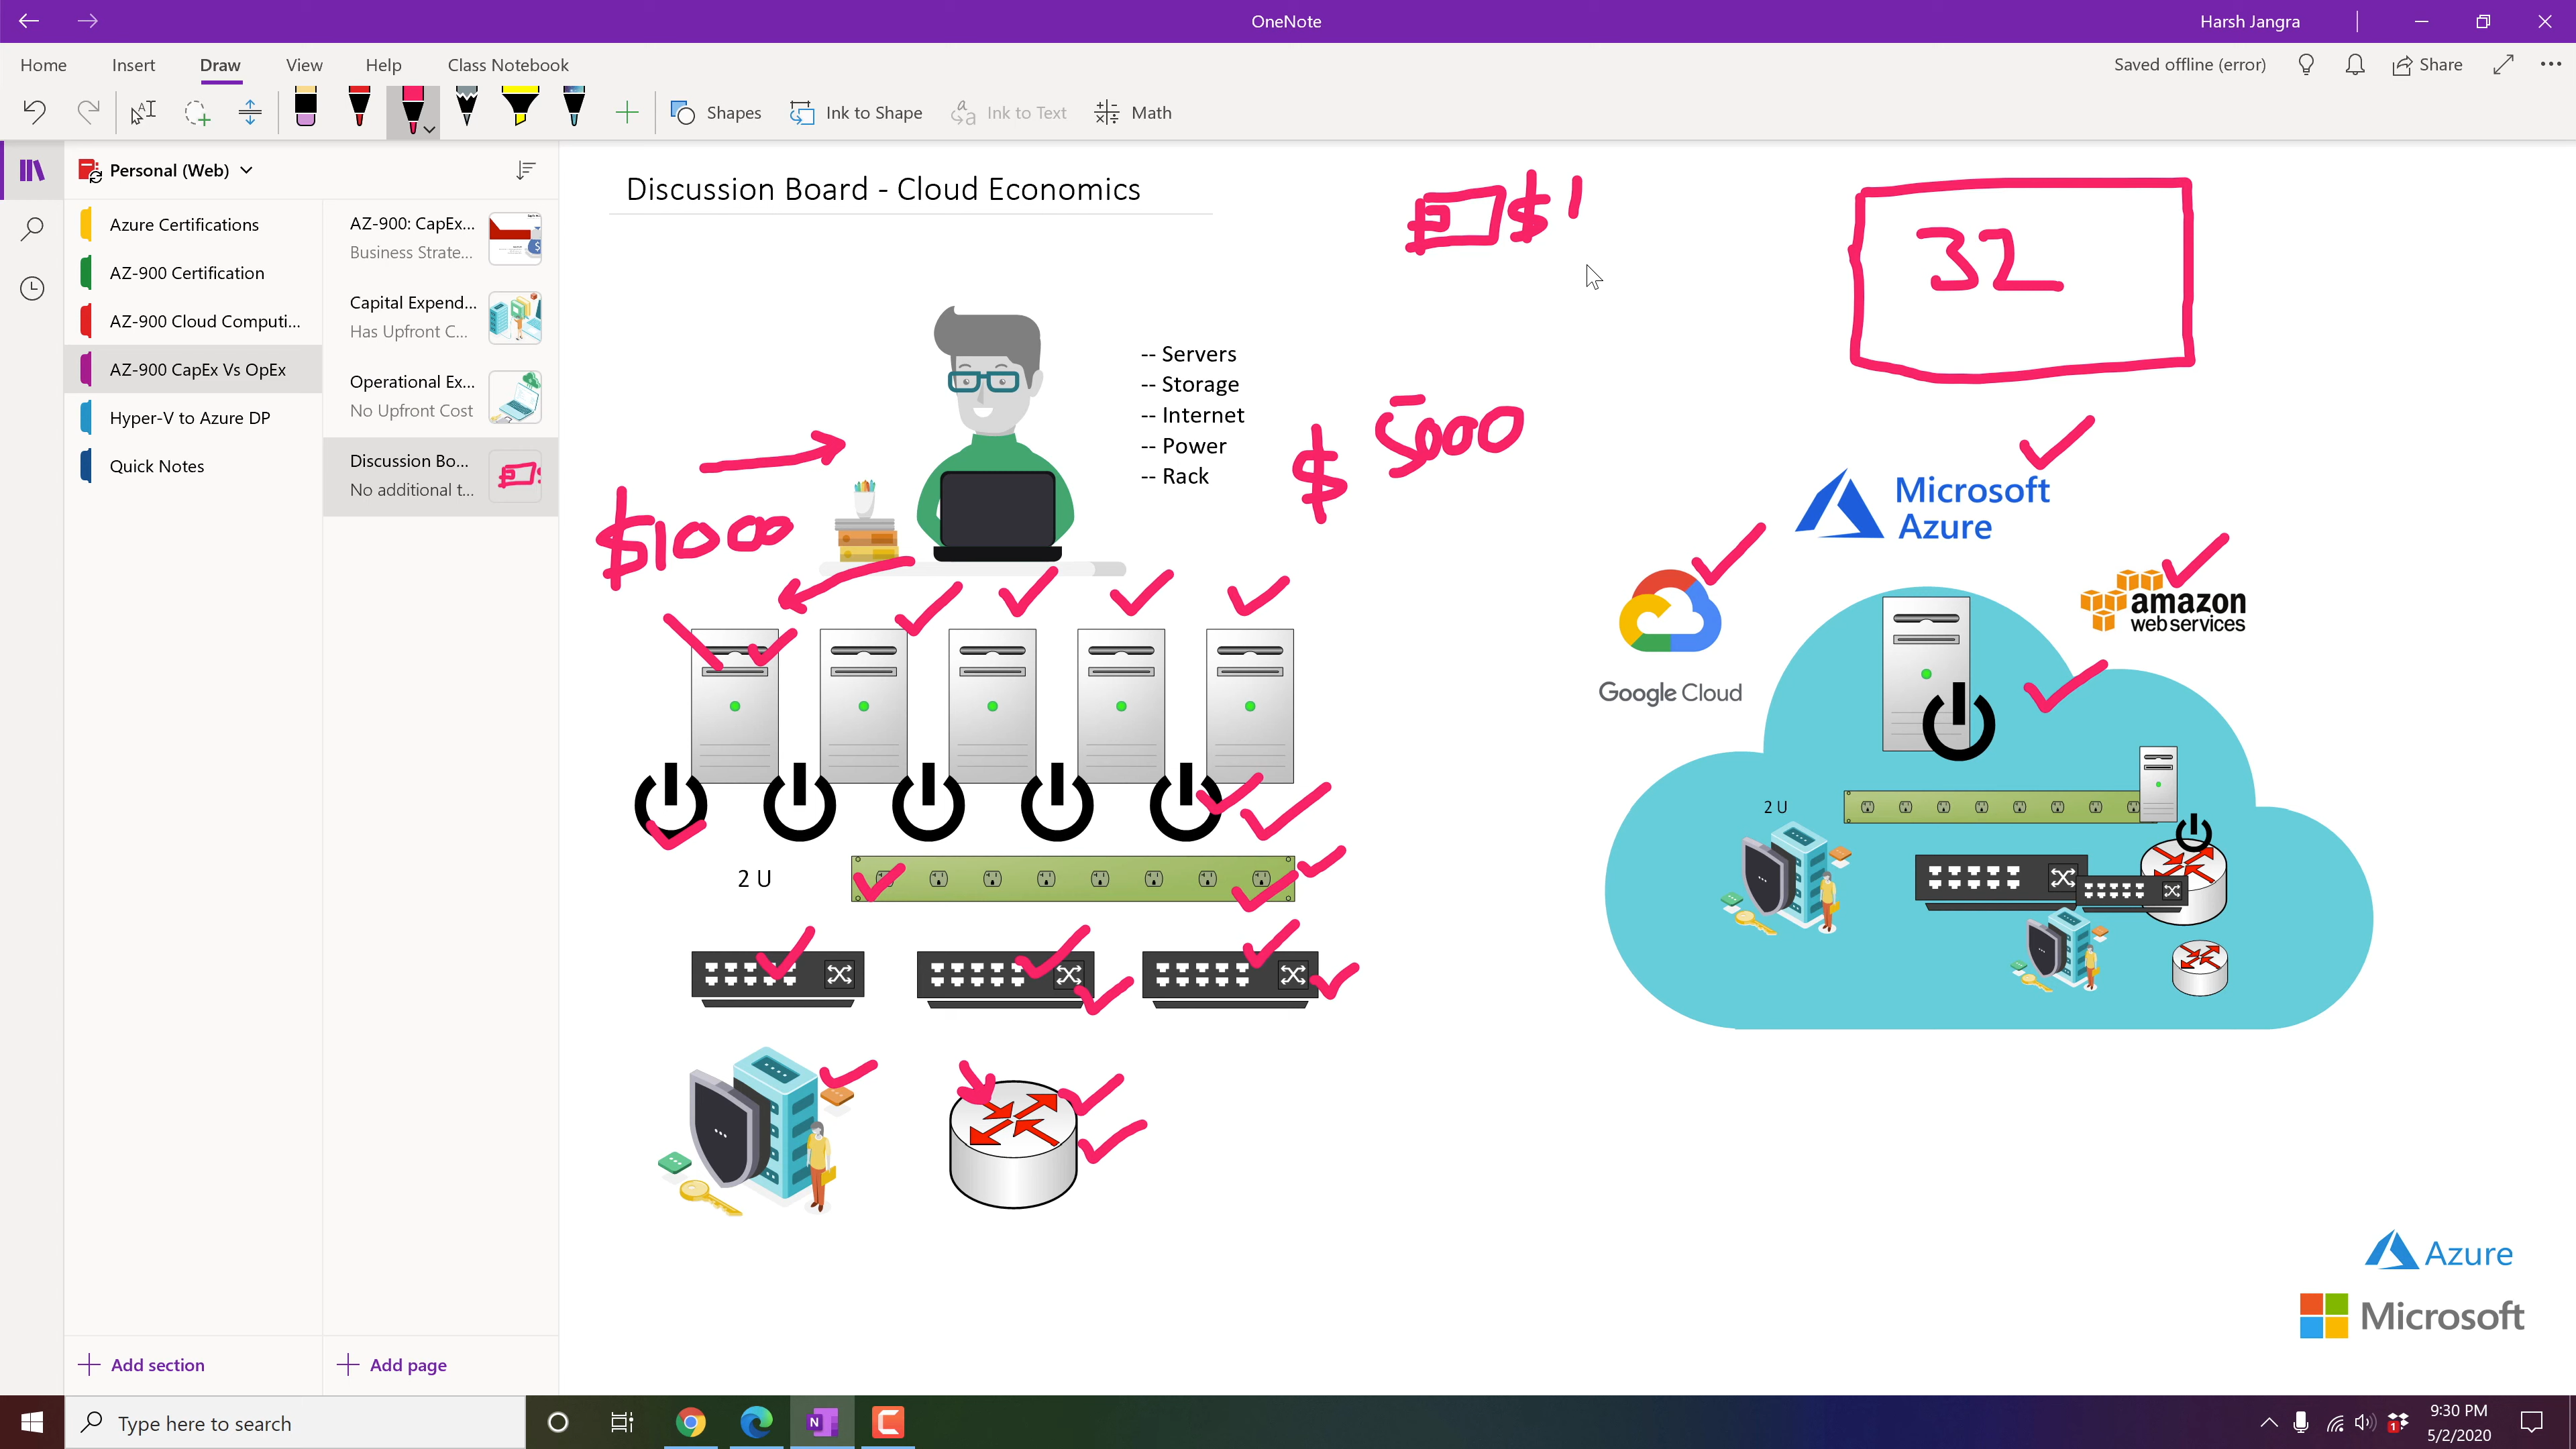 OneNote
Harsh Jangra
Home Insert Draw View Help Class Notebook
Saved offline (error) Share
Shapes Ink to Shape Ink to Text Math
Personal (Web)
Azure Certifications
AZ-900 Certification
AZ-900 Cloud Computi...
AZ-900 CapEx Vs OpEx
Hyper-V to Azure DP
Quick Notes
AZ-900: CapEx...
Business Strate...
Capital Expend...
Has Upfront C...
Operational Ex...
No Upfront Cost
Discussion Bo...
No additional t...
Discussion Board - Cloud Economics
$1
32
-- Servers
-- Storage
-- Internet
-- Power
-- Rack
$ 5000
$1000
Microsoft
Azure
Google Cloud
amazon
web services
2 U
2 U
Azure
Microsoft
Add section
Add page
Type here to search
9:30 PM
5/2/2020